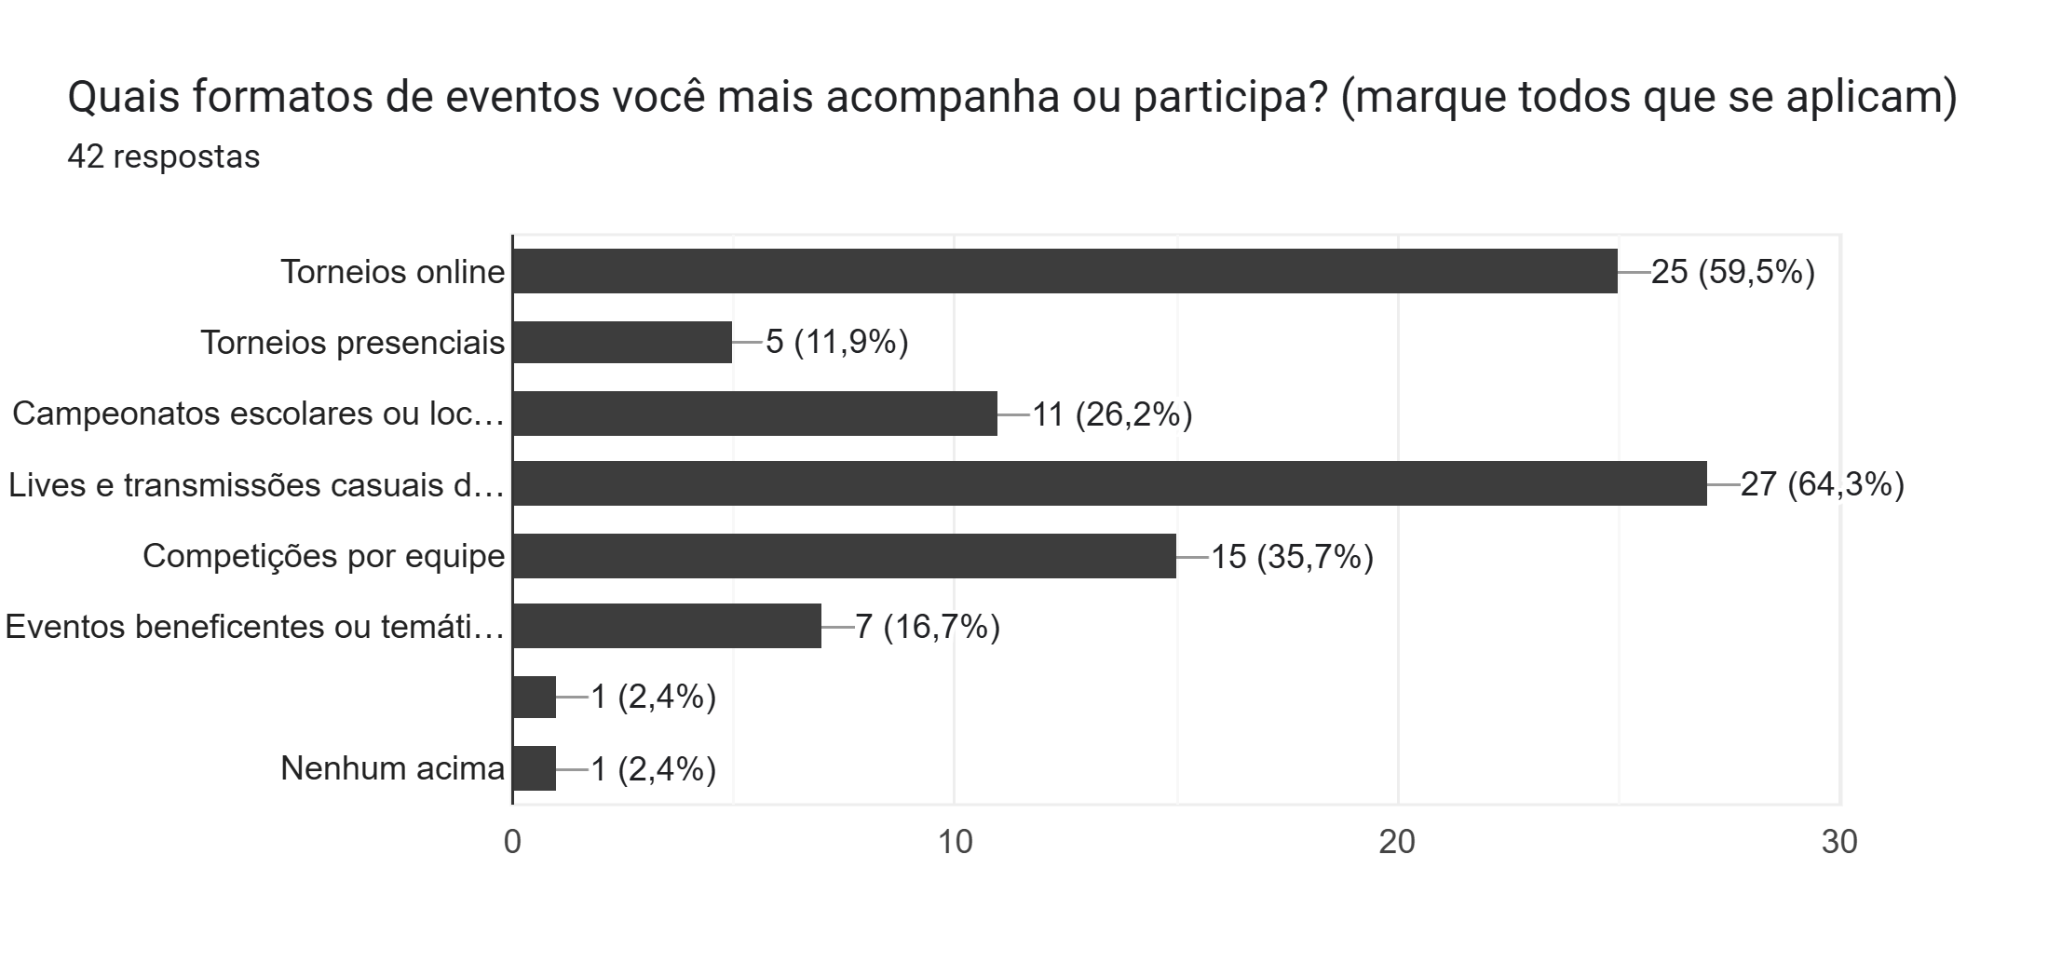 Quais formatos de eventos você mais acompanha ou participa? (marque todos que se aplicam)
42 respostas
Torneios online 25 (59,5%)
Torneios presenciais 5 (11,9%)
Campeonatos escolares ou loc… 11 (26,2%)
Lives e transmissões casuais d… 27 (64,3%)
Competições por equipe 15 (35,7%)
Eventos beneficentes ou temáti… 7 (16,7%)
1 (2,4%)
Nenhum acima 1 (2,4%)
0 10 20 30